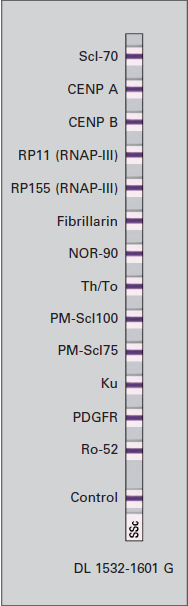 Scl-70
CENP A
CENP B
RP11 (RNAP-III)
RP155 (RNAP-III)
Fibrillarin
NOR-90
Th/To
PM-Scl100
PM-Scl75
Ku
PDGFR
Ro-52
Control
SSc
DL 1532-1601 G